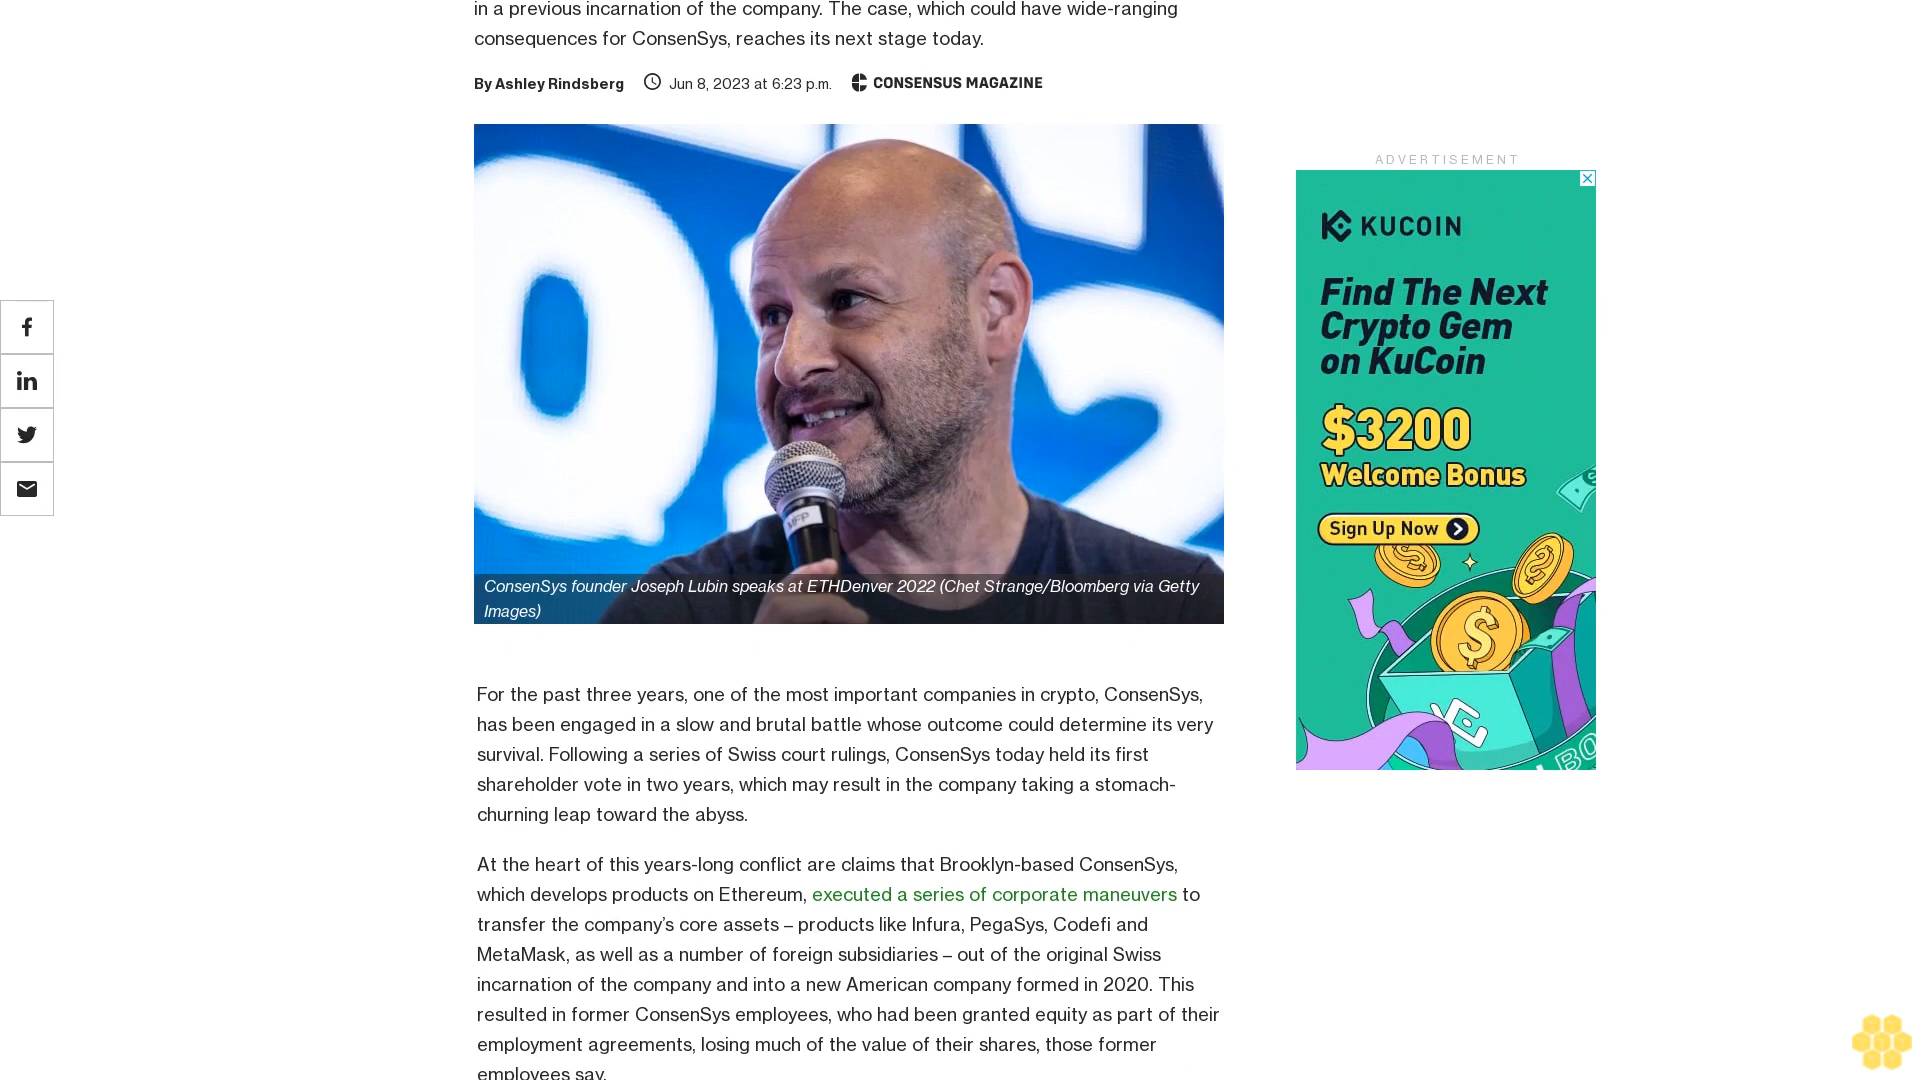 in a previous incarnation of the company. The case, which could have wide-ranging
consequences for ConsenSys, reaches its next stage today.
By Ashley Rindsberg Jun 8, 2023 at 6:23 p.m. CONSENSUS MAGAZINE
MFP
ConsenSys founder Joseph Lubin speaks at ETHDenver 2022 (Chet Strange/Bloomberg via Getty
Images)
For the past three years, one of the most important companies in crypto, ConsenSys,
has been engaged in a slow and brutal battle whose outcome could determine its very
survival. Following a series of Swiss court rulings, ConsenSys today held its first
shareholder vote in two years, which may result in the company taking a stomach-
churning leap toward the abyss.
At the heart of this years-long conflict are claims that Brooklyn-based ConsenSys,
which develops products on Ethereum, executed a series of corporate maneuvers to
transfer the company’s core assets – products like Infura, PegaSys, Codefi and
MetaMask, as well as a number of foreign subsidiaries – out of the original Swiss
incarnation of the company and into a new American company formed in 2020. This
resulted in former ConsenSys employees, who had been granted equity as part of their
employment agreements, losing much of the value of their shares, those former
employees say.
ADVERTISEMENT
KUCOIN
Find The Next
Crypto Gem
on KuCoin
$3200
Welcome Bonus
Sign Up Now